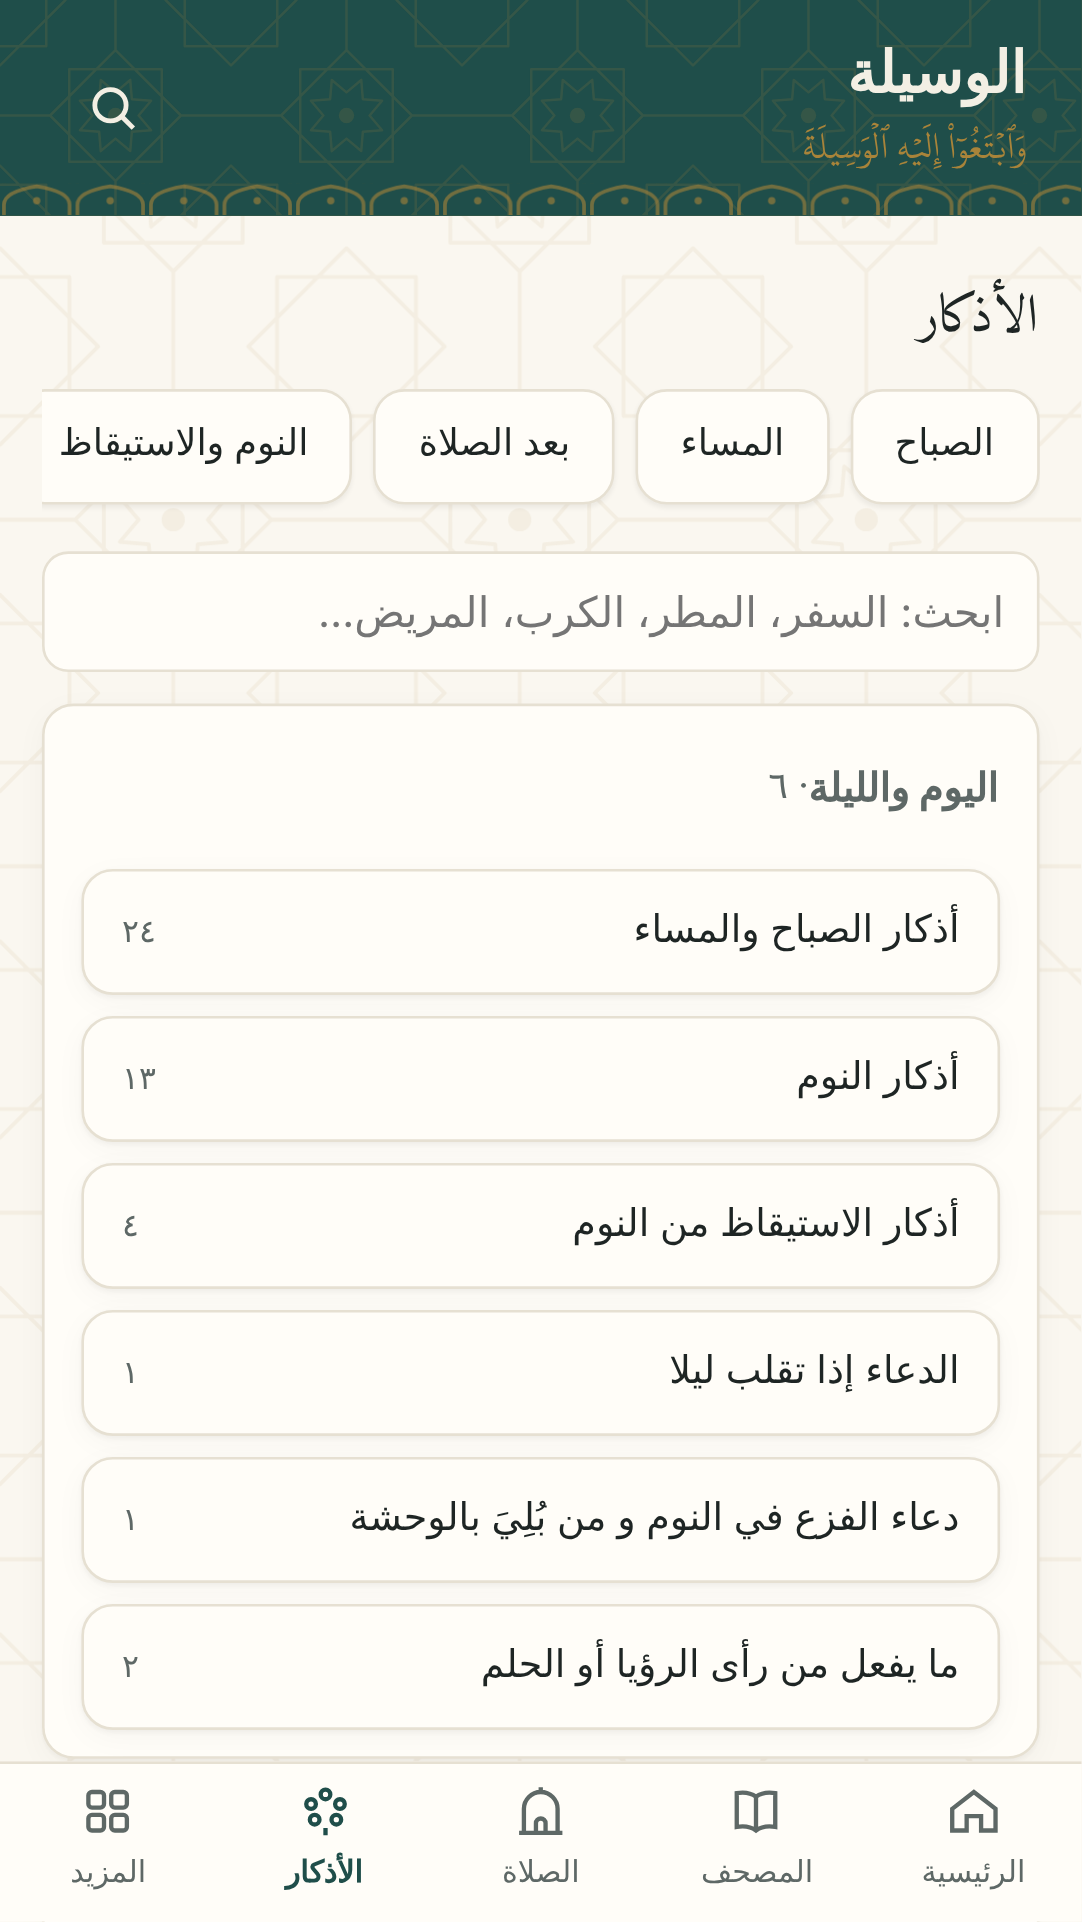 الوسيلة
وَٱبۡتَغُوٓاْ إِلَيۡهِ ٱلۡوَسِيلَةَ
الأذكار
الصباح
المساء
بعد الصلاة
النوم والاستيقاظ
ابحث: السفر، المطر، الكرب، المريض...
اليوم والليلة· ٦
أذكار الصباح والمساء ٢٤
أذكار النوم ١٣
أذكار الاستيقاظ من النوم ٤
الدعاء إذا تقلب ليلا ١
دعاء الفزع في النوم و من بُلِيَ بالوحشة ١
ما يفعل من رأى الرؤيا أو الحلم ٢
الرئيسية
المصحف
الصلاة
الأذكار
المزيد